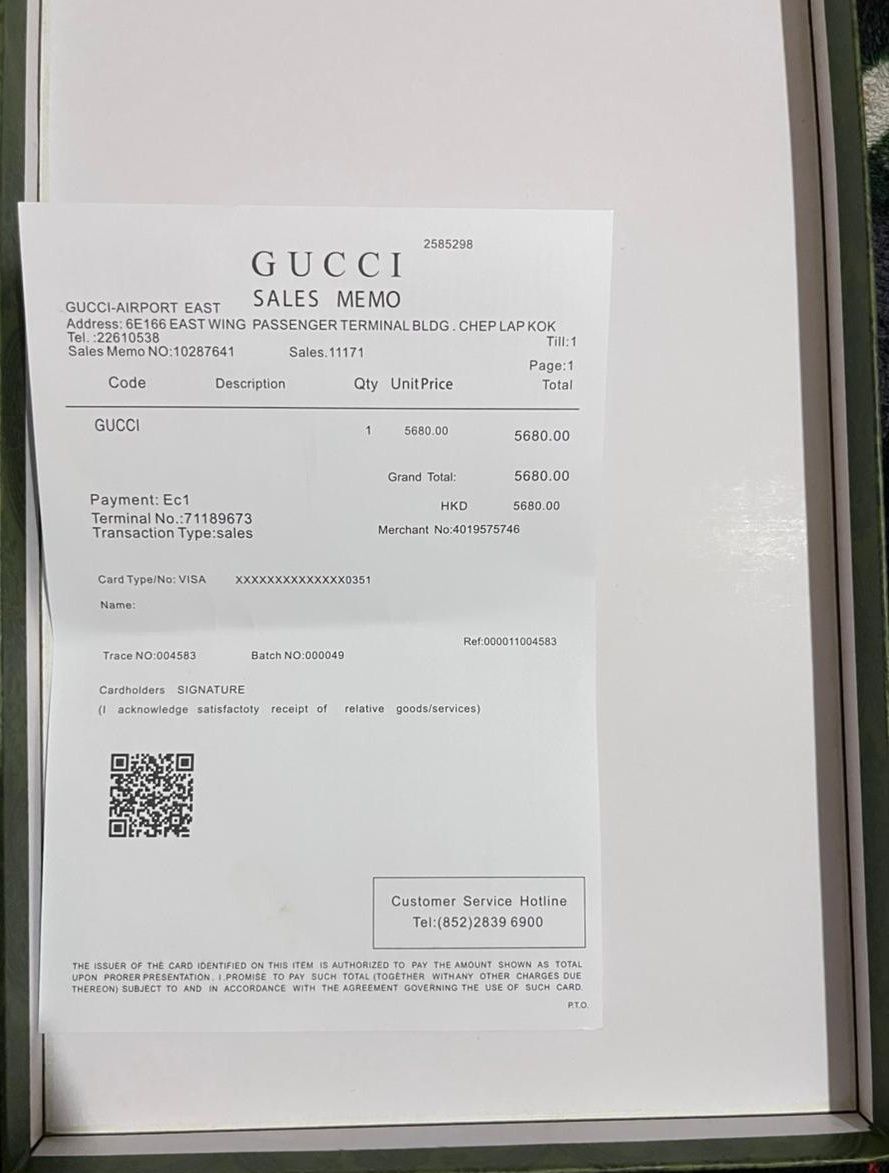 2585298
GUCCI
SALES MEMO
GUCCI-AIRPORT EAST
Address: 6E166 EAST WING PASSENGER TERMINAL BLDG . CHEP LAP KOK
Tel. :22610538
Till:1
Sales Memo NO:10287641 Sales.11171
Page:1
Code Description Qty UnitPrice Total
GUCCI 1 5680.00 5680.00
Grand Total: 5680.00
Payment: Ec1 HKD 5680.00
Terminal No.:71189673
Transaction Type:sales Merchant No:4019575746
Card Type/No: VISA XXXXXXXXXXXXXX0351
Name:
Ref:000011004583
Trace NO:004583 Batch NO:000049
Cardholders SIGNATURE
(I acknowledge satisfactoty receipt of relative goods/services)
Customer Service Hotline
Tel:(852)2839 6900
THE ISSUER OF THE CARD IDENTIFIED ON THIS ITEM IS AUTHORIZED TO PAY THE AMOUNT SHOWN AS TOTAL
UPON PRORER PRESENTATION. I.PROMISE TO PAY SUCH TOTAL (TOGETHER WITHANY OTHER CHARGES DUE
THEREON) SUBJECT TO AND IN ACCORDANCE WITH THE AGREEMENT GOVERNING THE USE OF SUCH CARD.
P.T.O.